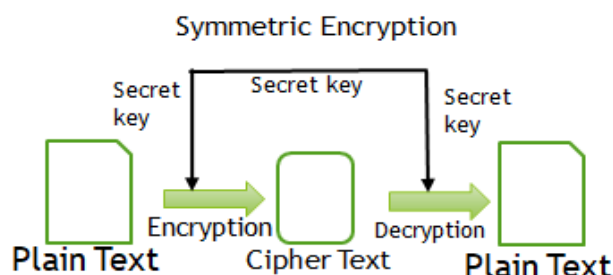 Symmetric Encryption
Secret
key
Secret key
Secret
key
Encryption
Decryption
Plain Text
Cipher Text
Plain Text